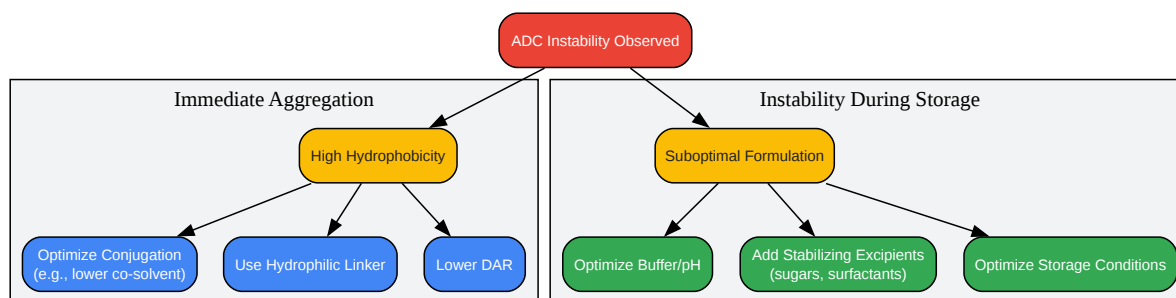 ADC Instability Observed
Immediate Aggregation
Instability During Storage
High Hydrophobicity
Suboptimal Formulation
Optimize Conjugation
(e.g., lower co-solvent)
Use Hydrophilic Linker
Lower DAR
Optimize Buffer/pH
Add Stabilizing Excipients
(sugars, surfactants)
Optimize Storage Conditions